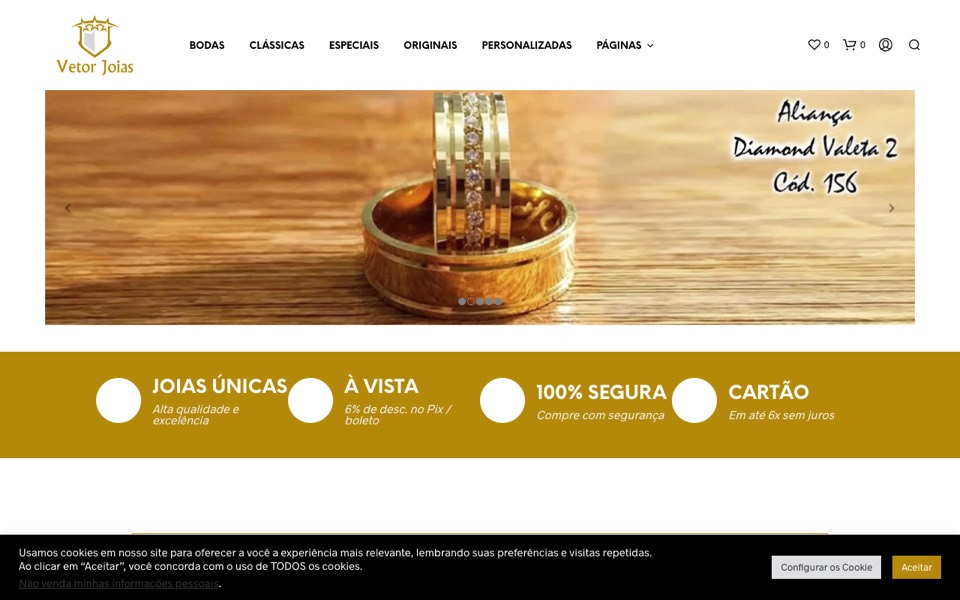 Vetor Joias
BODAS
CLÁSSICAS
ESPECIAIS
ORIGINAIS
PERSONALIZADAS
PÁGINAS
0
0
Aliança
Diamond Valeta 2
Cód. 156
JOIAS ÚNICAS
Alta qualidade e
excelência
À VISTA
6% de desc. no Pix /
boleto
100% SEGURA
Compre com segurança
CARTÃO
Em até 6x sem juros
Usamos cookies em nosso site para oferecer a você a experiência mais relevante, lembrando suas preferências e visitas repetidas.
Ao clicar em “Aceitar”, você concorda com o uso de TODOS os cookies.
Não venda minhas informações pessoais.
Configurar os Cookie
Aceitar